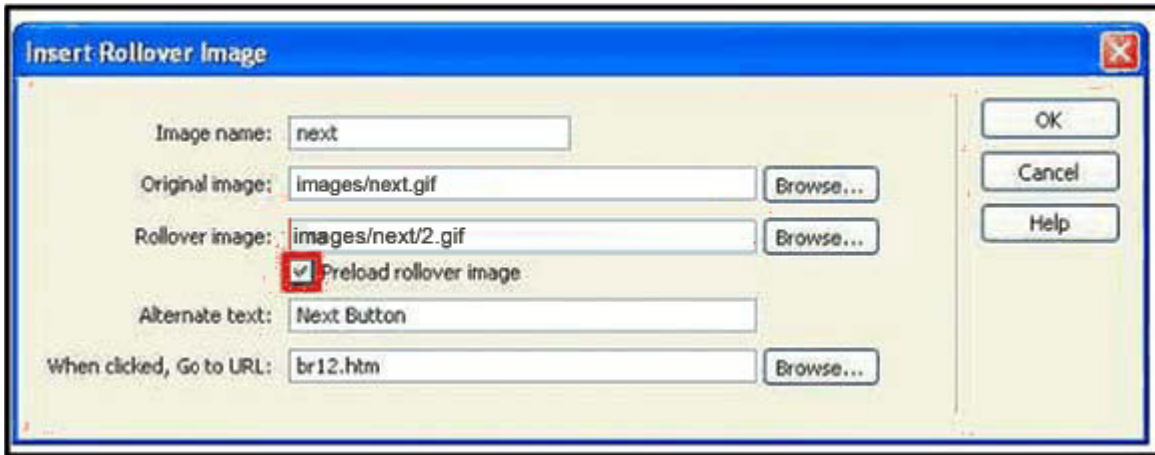 Insert Rollover Image
Image name: next
OK
Original image: images/next.gif Browse...
Cancel
Rollover image: images/next/2.gif Browse...
Help
Preload rollover image
Alternate text: Next Button
When clicked, Go to URL: br12.htm Browse...